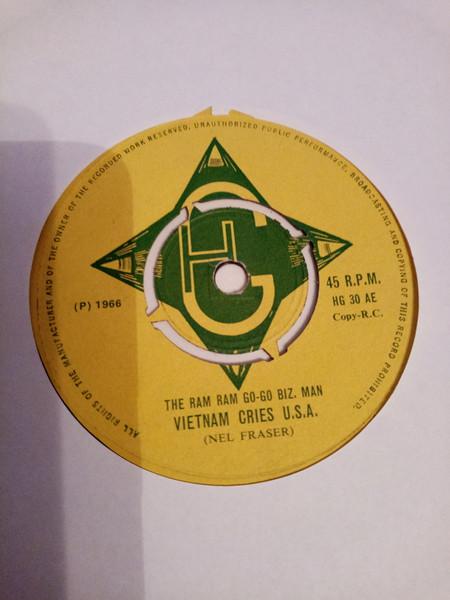 ALL RIGHTS OF THE MANUFACTURER AND OF THE OWNER OF THE RECORDED WORK RESERVED. UNAUTHORIZED PUBLIC PERFORMANCE, BROADCASTING AND COPYING OF THIS RECORD PROHIBITED.
HG
(P) 1966
45 R.P.M.
HG 30 AE
Copy-R.C.
THE RAM RAM GO-GO BIZ. MAN
VIETNAM CRIES U.S.A.
(NEL FRASER)